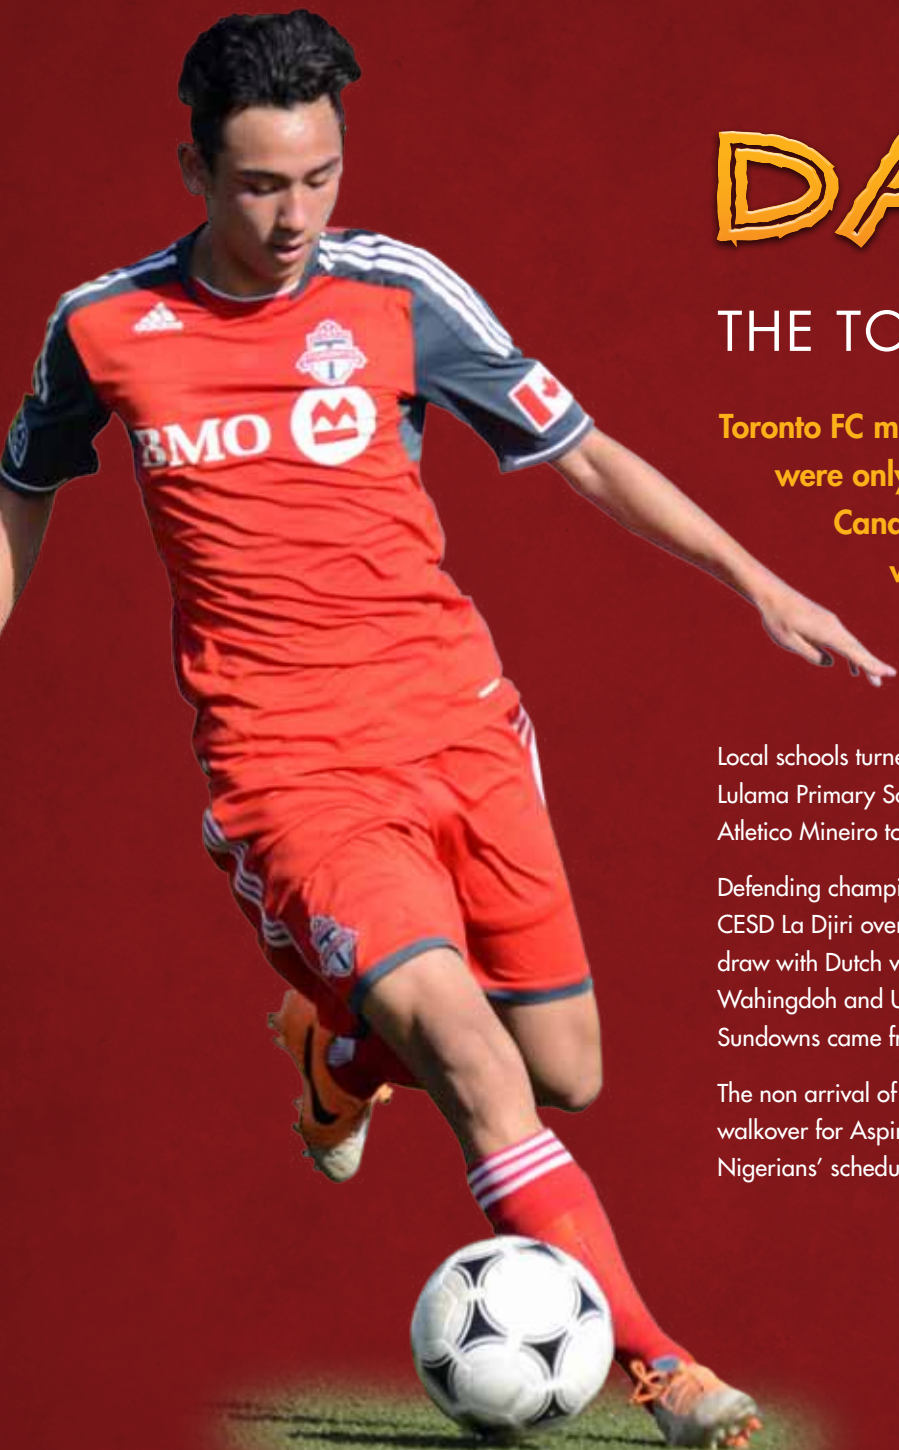 BMO
DA
THE TO
Toronto FC m
were only
Cana
v
Local schools turne
Lulama Primary Sc
Atletico Mineiro to
Defending champi
CESD La Djiri over
draw with Dutch v
Wahingdoh and U
Sundowns came fr
The non arrival of
walkover for Aspir
Nigerians’ schedu